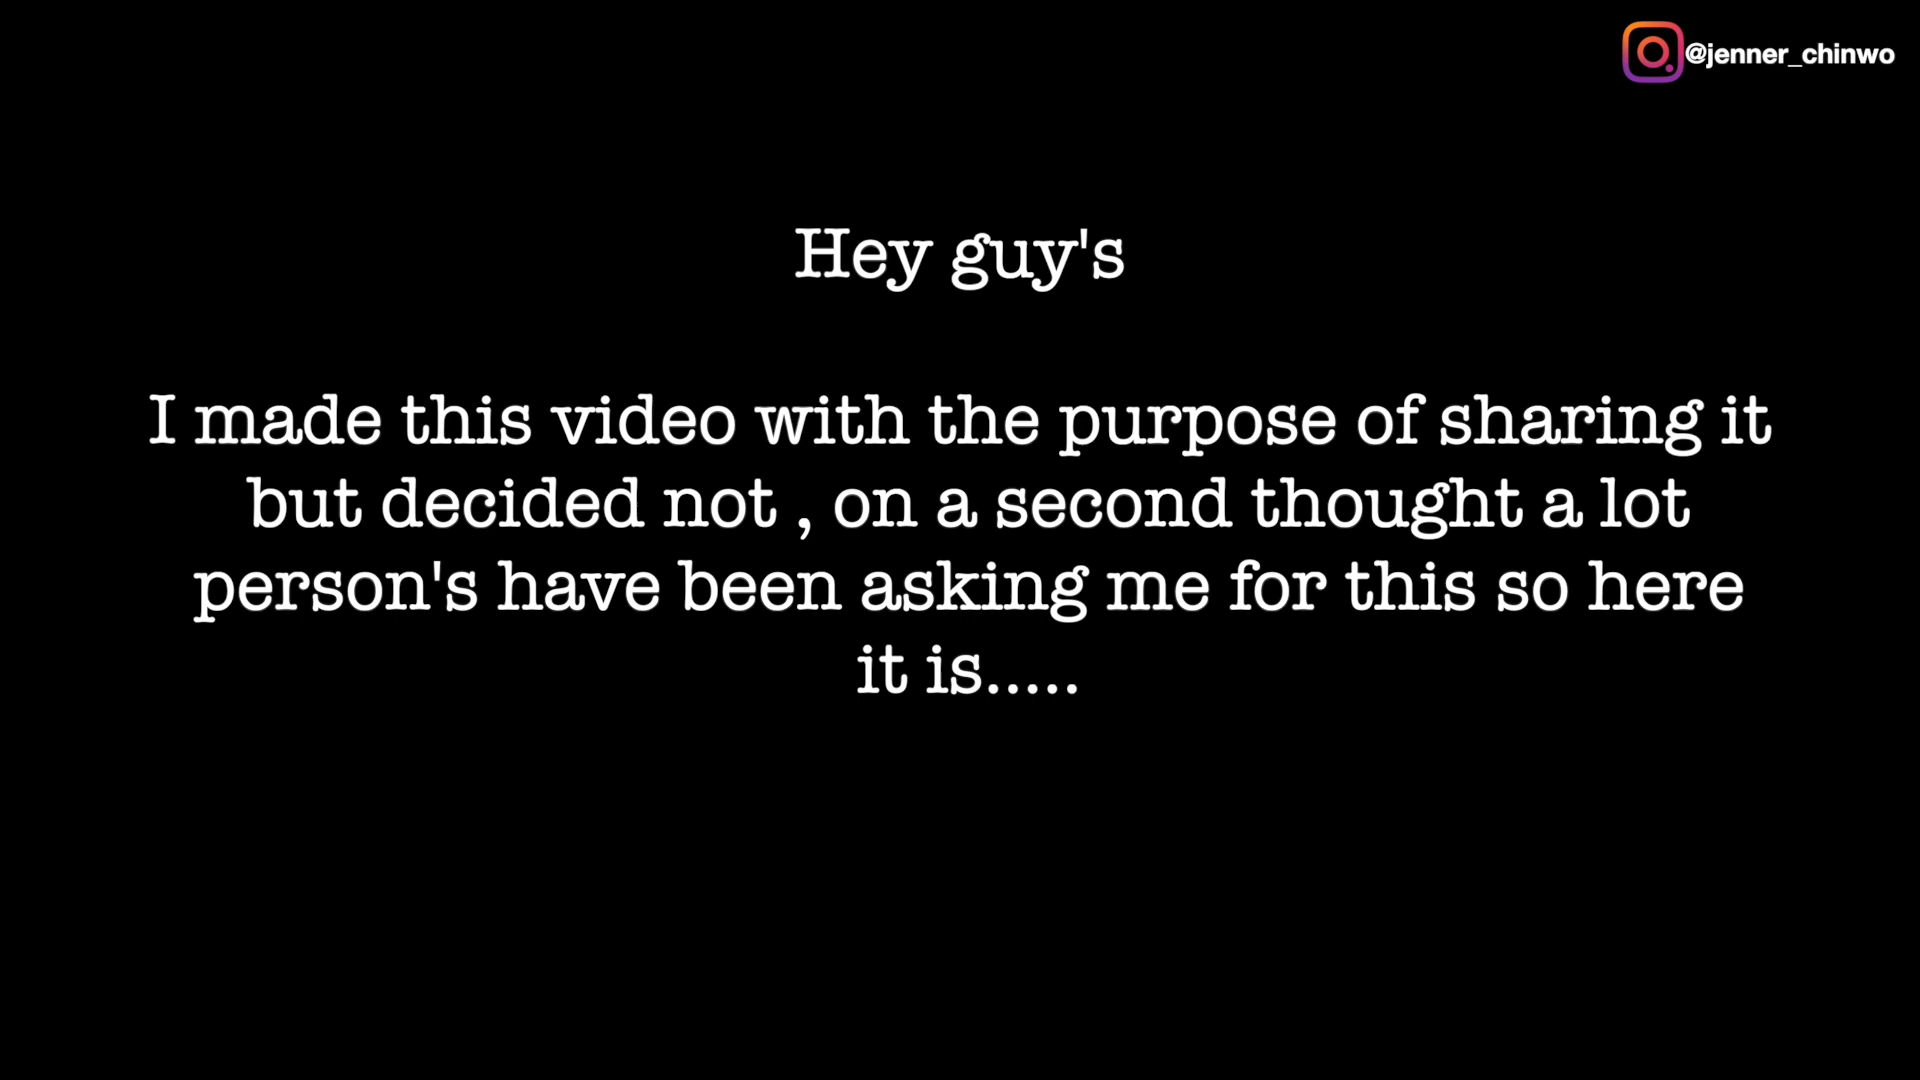 @jenner_chinwo
Hey guy's
I made this video with the purpose of sharing it
but decided not , on a second thought a lot
person's have been asking me for this so here
it is.....